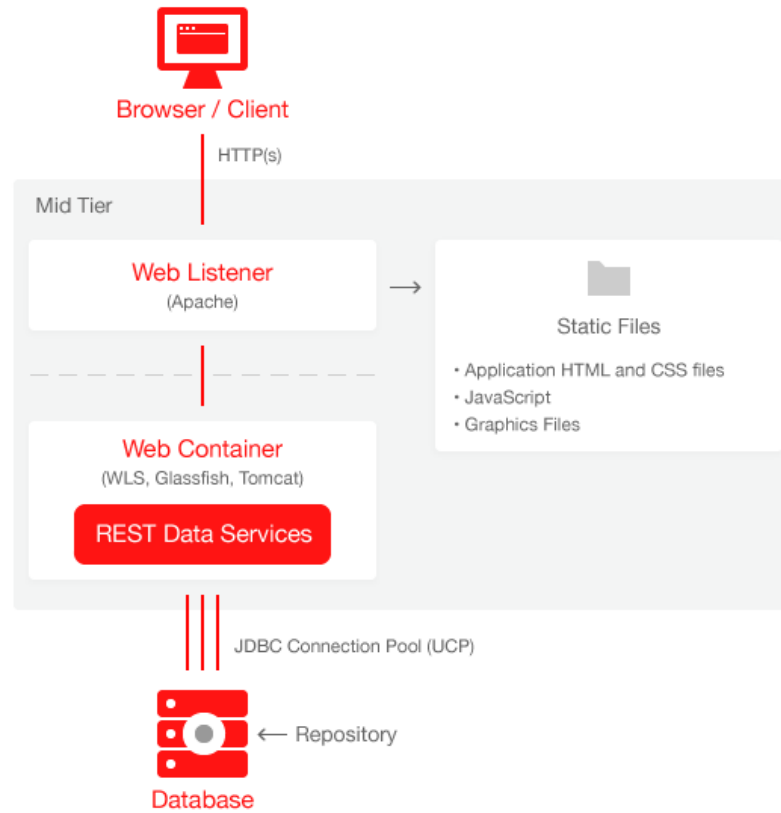 Browser / Client
HTTP(s)
Mid Tier
Web Listener
(Apache)
Static Files
• Application HTML and CSS files
• JavaScript
• Graphics Files
Web Container
(WLS, Glassfish, Tomcat)
REST Data Services
JDBC Connection Pool (UCP)
Repository
Database